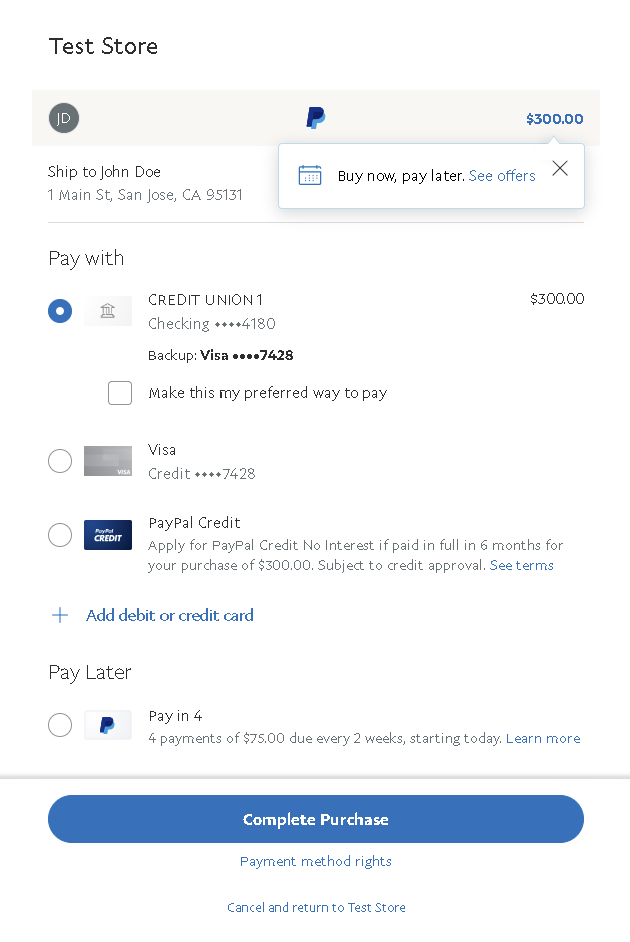 Test Store
JD
$300.00
Buy now, pay later. See offers
Ship to John Doe
1 Main St, San Jose, CA 95131
Pay with
CREDIT UNION 1
$300.00
Checking ••••4180
Backup: Visa ••••7428
Make this my preferred way to pay
VISA
Visa
Credit ••••7428
PayPal
CREDIT
PayPal Credit
Apply for PayPal Credit No Interest if paid in full in 6 months for
your purchase of $300.00. Subject to credit approval. See terms
Add debit or credit card
Pay Later
Pay in 4
4 payments of $75.00 due every 2 weeks, starting today. Learn more
Complete Purchase
Payment method rights
Cancel and return to Test Store